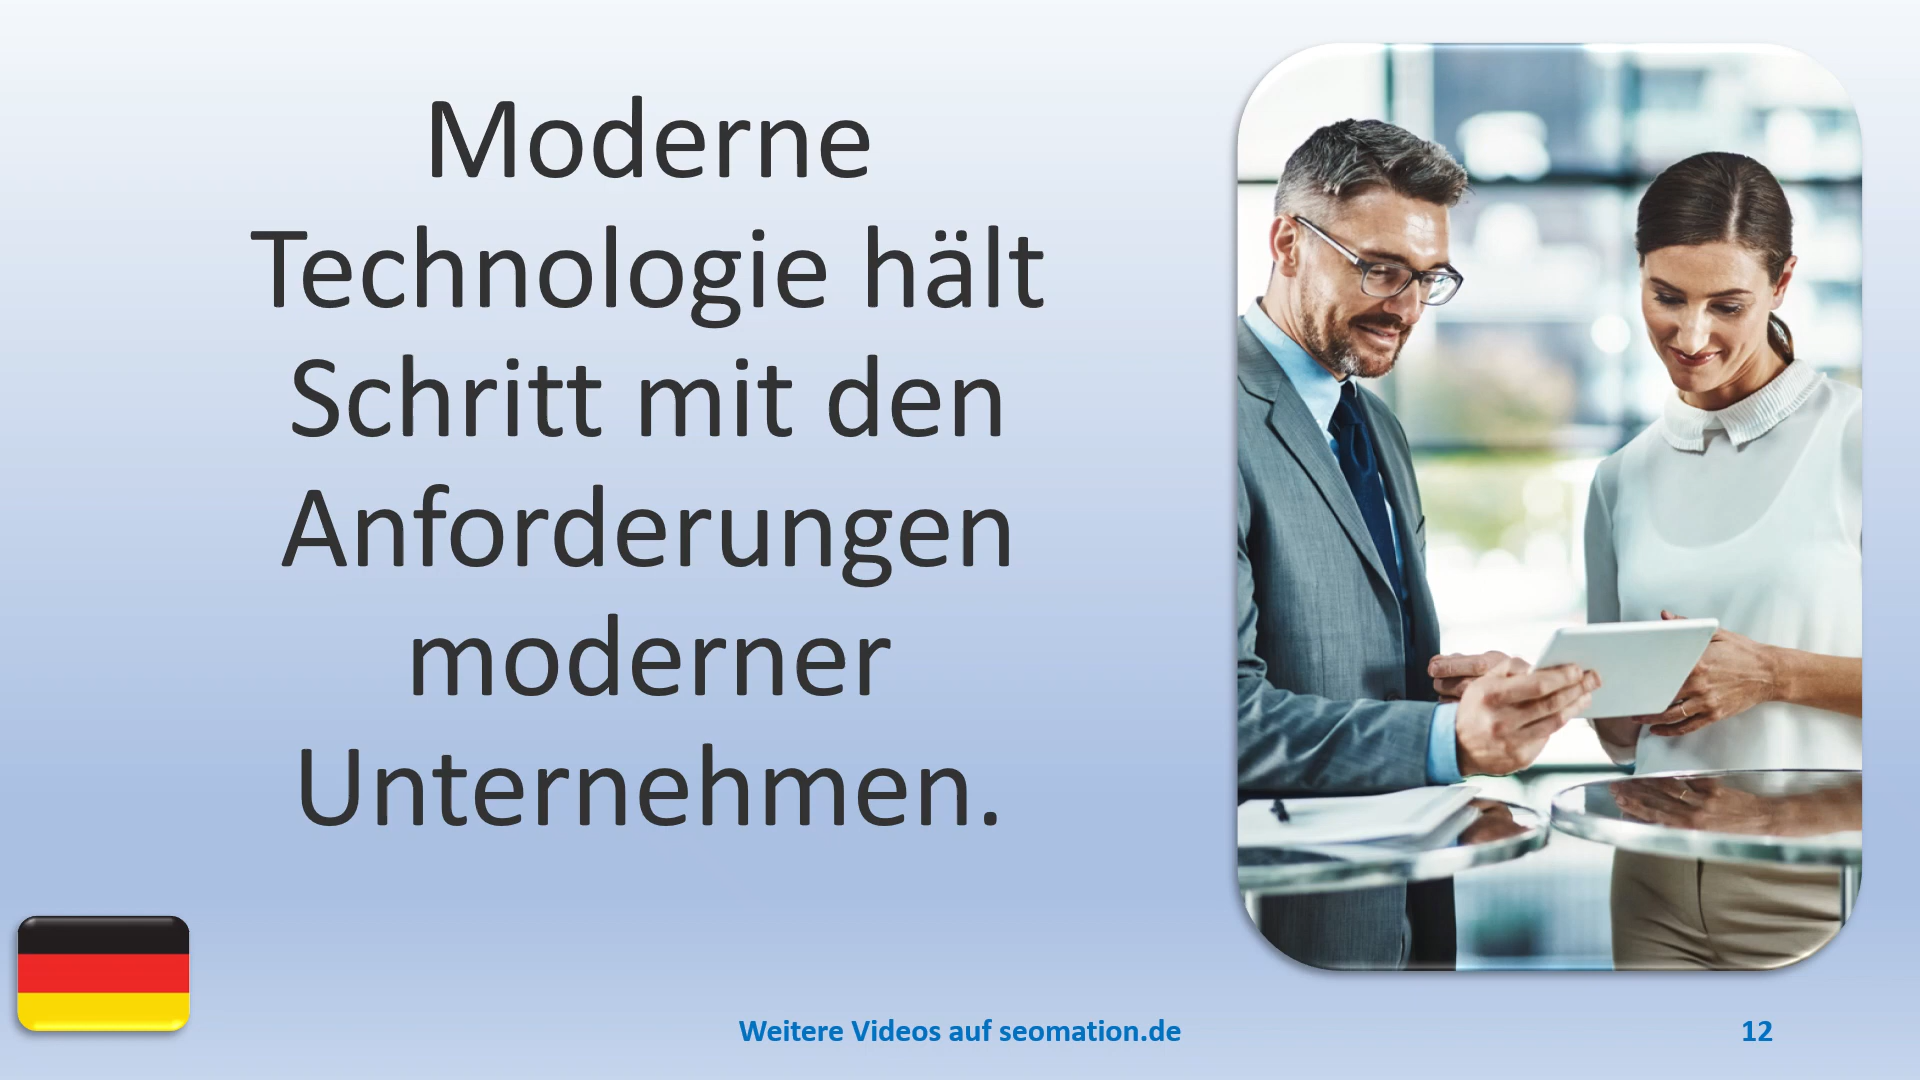 Moderne
Technologie hält
Schritt mit den
Anforderungen
moderner
Unternehmen.
Weitere Videos auf seomation.de
12